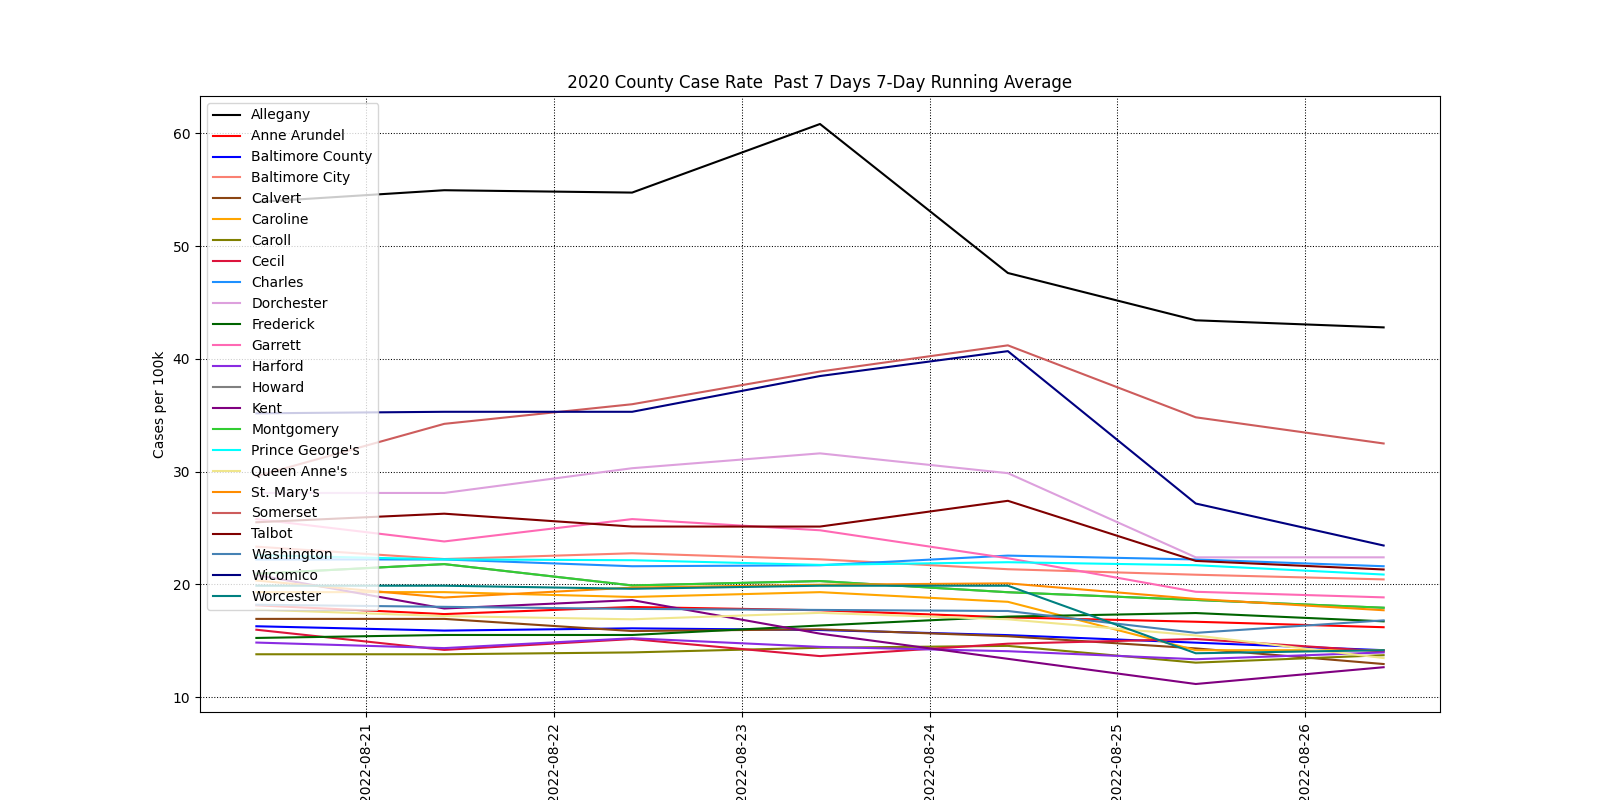 2020 County Case Rate  Past 7 Days 7-Day Running Average
Cases per 100k
60
50
40
30
20
10
Allegany
Anne Arundel
Baltimore County
Baltimore City
Calvert
Caroline
Caroll
Cecil
Charles
Dorchester
Frederick
Garrett
Harford
Howard
Kent
Montgomery
Prince George's
Queen Anne's
St. Mary's
Somerset
Talbot
Washington
Wicomico
Worcester
2022-08-21
2022-08-22
2022-08-23
2022-08-24
2022-08-25
2022-08-26